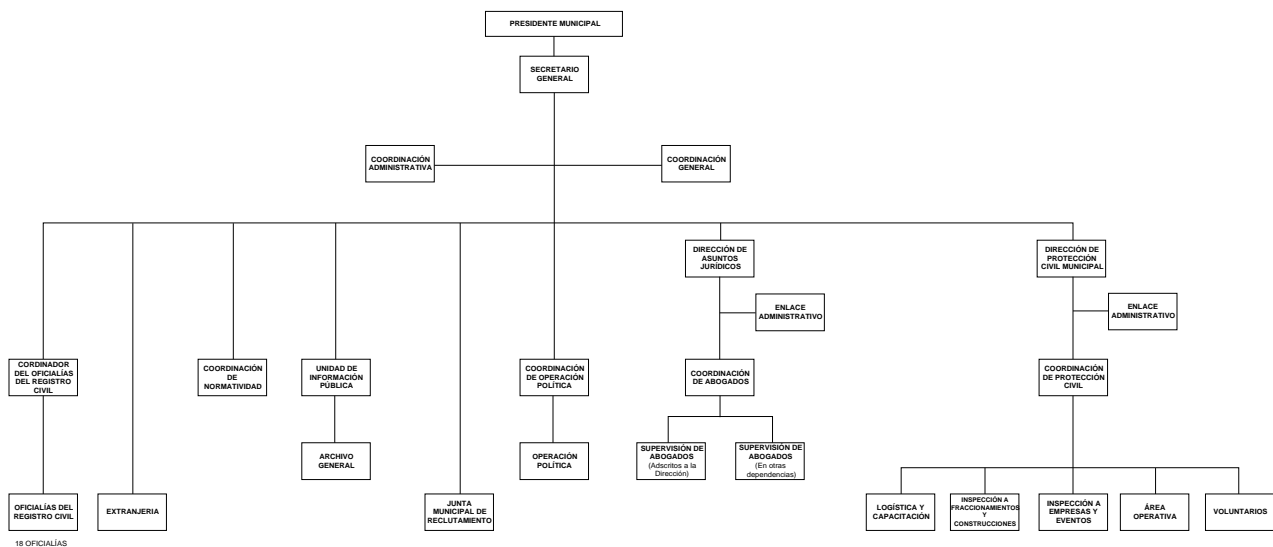 PRESIDENTE MUNICIPAL
SECRETARIO
GENERAL
COORDINACIÓN
ADMINISTRATIVA
COORDINACIÓN
GENERAL
DIRECCIÓN DE
ASUNTOS
JURÍDICOS
DIRECCIÓN DE
PROTECCIÓN
CIVIL MUNICIPAL
ENLACE
ADMINISTRATIVO
ENLACE
ADMINISTRATIVO
CORDINADOR
DEL OFICIALÍAS
DEL REGISTRO
CIVIL
COORDINACIÓN
DE
NORMATIVIDAD
UNIDAD DE
INFORMACIÓN
PÚBLICA
COORDINACIÓN
DE OPERACIÓN
POLÍTICA
COORDINACIÓN
DE ABOGADOS
COORDINACIÓN
DE PROTECCIÓN
CIVIL
ARCHIVO
GENERAL
OPERACIÓN
POLÍTICA
SUPERVISIÓN DE
ABOGADOS
(Adscritos a la
Dirección)
SUPERVISIÓN DE
ABOGADOS
(En otras
dependencias)
OFICIALÍAS DEL
REGISTRO CIVIL
EXTRANJERIA
JUNTA
MUNICIPAL DE
RECLUTAMIENTO
LOGÍSTICA Y
CAPACITACIÓN
INSPECCIÓN A
FRACCIONAMIENTOS
Y
CONSTRUCCIONES
INSPECCIÓN A
EMPRESAS Y
EVENTOS
ÁREA
OPERATIVA
VOLUNTARIOS
18 OFICIALÍAS